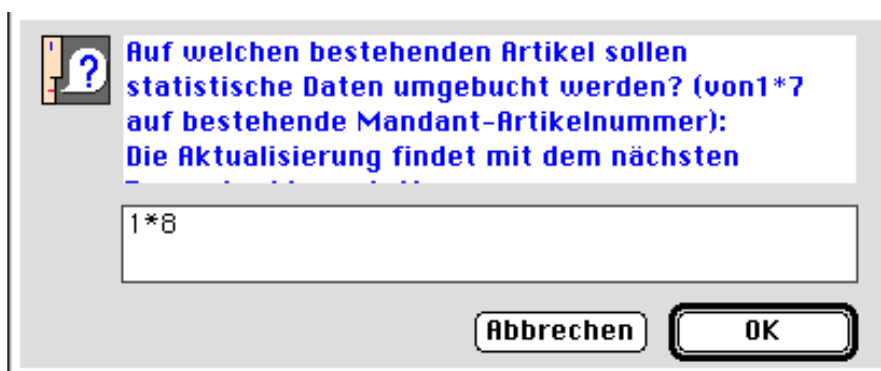 Auf welchen bestehenden Artikel sollen
statistische Daten umgebucht werden? (von1*7
auf bestehende Mandant-Artikelnummer):
Die Aktualisierung findet mit dem nächsten
1*8
Abbrechen
OK